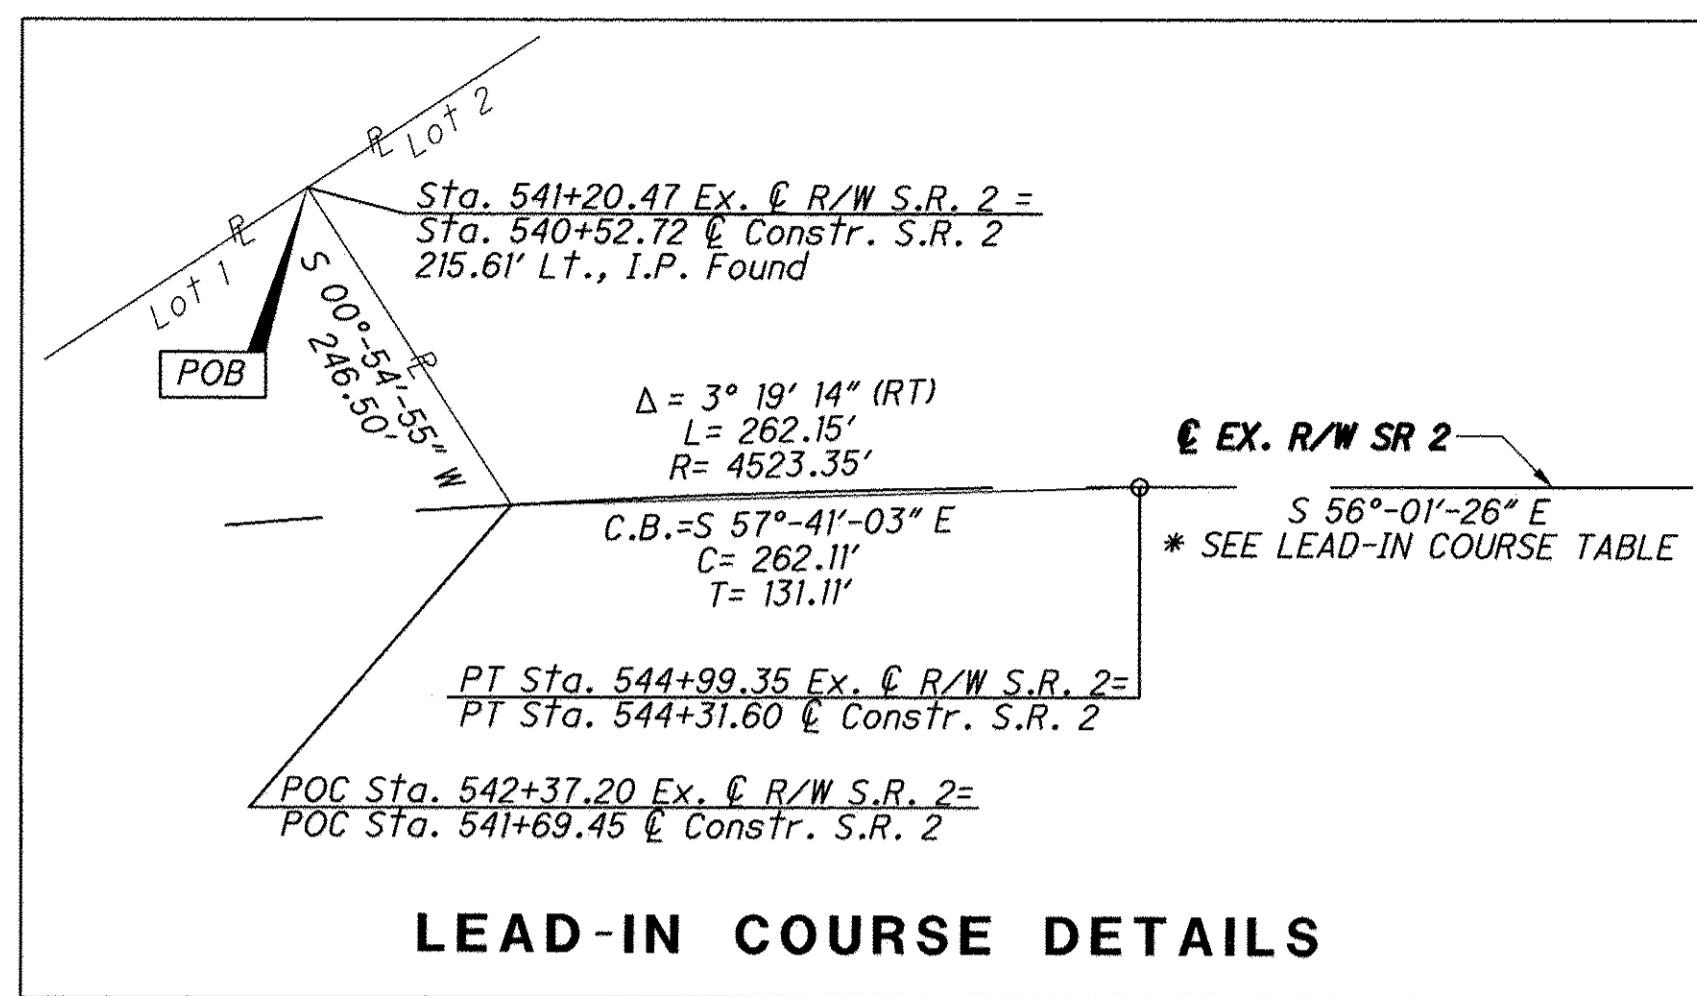 Lot 2
℄ Lot 1
Sta. 541+20.47 Ex. ℄ R/W S.R. 2 =
Sta. 540+52.72 ℄ Constr. S.R. 2
215.61' Lt., I.P. Found
POB
S 00°-54'-55" W
246.50'
Δ = 3° 19' 14" (RT)
L= 262.15'
R= 4523.35'
℄ EX. R/W SR 2
C.B.=S 57°-41'-03" E
C= 262.11'
T= 131.11'
S 56°-01'-26" E
* SEE LEAD-IN COURSE TABLE
PT Sta. 544+99.35 Ex. ℄ R/W S.R. 2=
PT Sta. 544+31.60 ℄ Constr. S.R. 2
POC Sta. 542+37.20 Ex. ℄ R/W S.R. 2=
POC Sta. 541+69.45 ℄ Constr. S.R. 2
LEAD-IN COURSE DETAILS